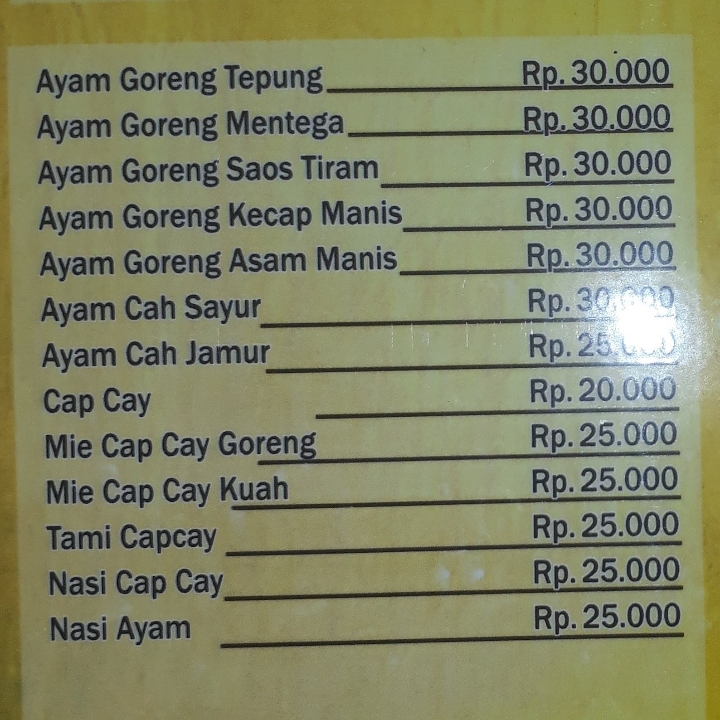 Ayam Goreng Tepung Rp. 30.000
Ayam Goreng Mentega Rp. 30.000
Ayam Goreng Saos Tiram Rp. 30.000
Ayam Goreng Kecap Manis Rp. 30.000
Ayam Goreng Asam Manis Rp. 30.000
Ayam Cah Sayur Rp. 30.000
Ayam Cah Jamur Rp. 25.000
Cap Cay Rp. 20.000
Mie Cap Cay Goreng Rp. 25.000
Mie Cap Cay Kuah Rp. 25.000
Tami Capcay Rp. 25.000
Nasi Cap Cay Rp. 25.000
Nasi Ayam Rp. 25.000